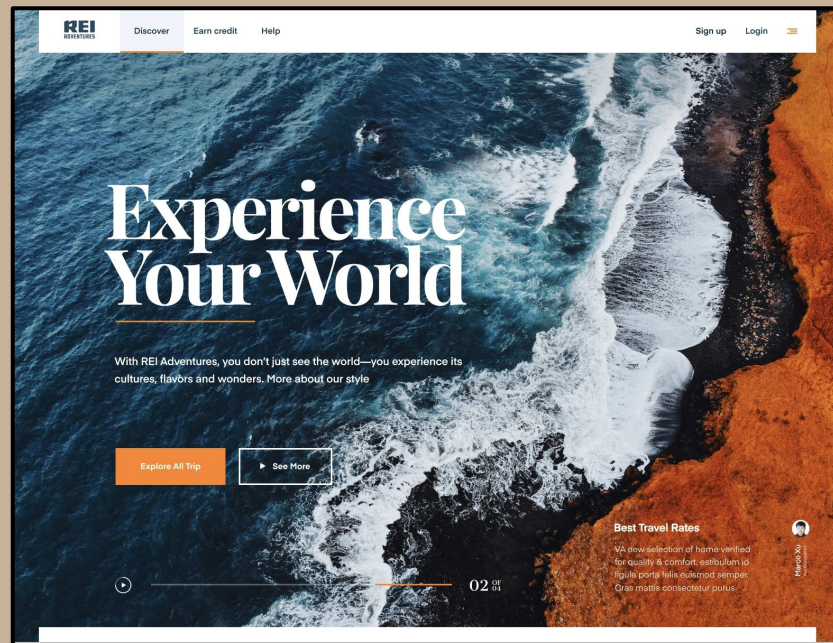 REI
ADVENTURES
Discover
Earn credit
Help
Sign up
Login
Experience
Your World
With REI Adventures, you don't just see the world—you experience its
cultures, flavors and wonders. More about our style
Explore All Trip
See More
02 OF 04
Best Travel Rates
VA new selection of home verified
for quality & comfort, estibulum id
ligula porta felis euismod semper.
Cras mattis consectetur purus
Marco Xu